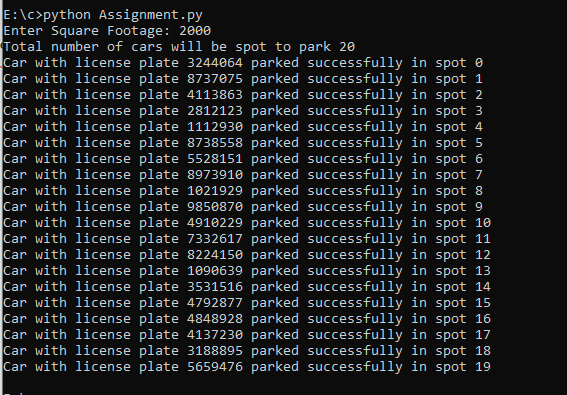 E:\c>python Assignment.py
Enter Square Footage: 2000
Total number of cars will be spot to park 20
Car with license plate 3244064 parked successfully in spot 0
Car with license plate 8737075 parked successfully in spot 1
Car with license plate 4113863 parked successfully in spot 2
Car with license plate 2812123 parked successfully in spot 3
Car with license plate 1112930 parked successfully in spot 4
Car with license plate 8738558 parked successfully in spot 5
Car with license plate 5528151 parked successfully in spot 6
Car with license plate 8973910 parked successfully in spot 7
Car with license plate 1021929 parked successfully in spot 8
Car with license plate 9850870 parked successfully in spot 9
Car with license plate 4910229 parked successfully in spot 10
Car with license plate 7332617 parked successfully in spot 11
Car with license plate 8224150 parked successfully in spot 12
Car with license plate 1090639 parked successfully in spot 13
Car with license plate 3531516 parked successfully in spot 14
Car with license plate 4792877 parked successfully in spot 15
Car with license plate 4848928 parked successfully in spot 16
Car with license plate 4137230 parked successfully in spot 17
Car with license plate 3188895 parked successfully in spot 18
Car with license plate 5659476 parked successfully in spot 19